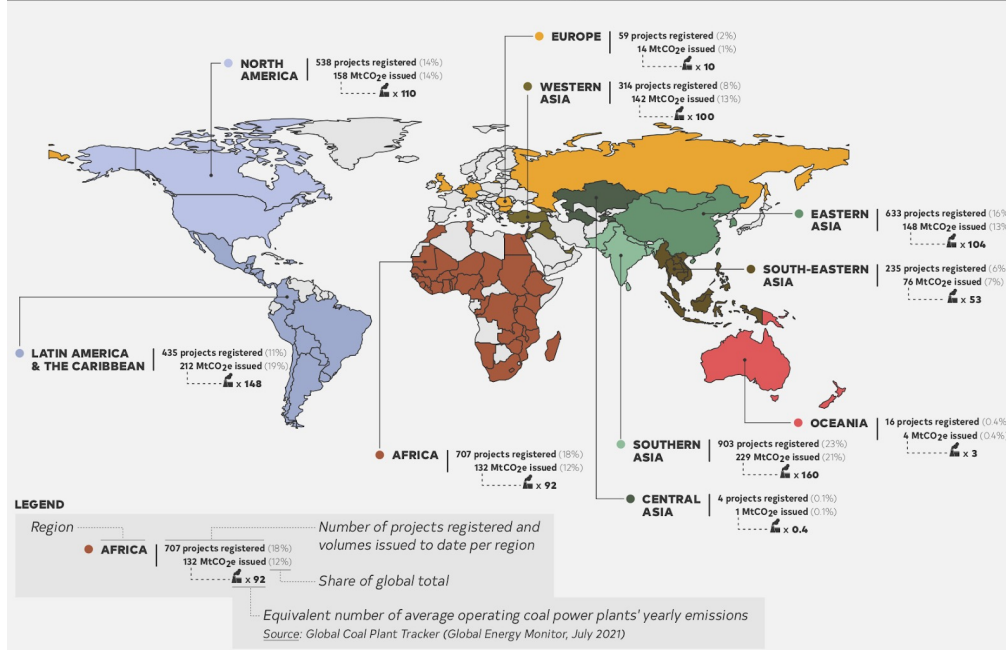 EUROPE
59 projects registered (2%)
14 MtCO2e issued (1%)
x 10
NORTH
AMERICA
538 projects registered (14%)
158 MtCO2e issued (14%)
x 110
WESTERN
ASIA
314 projects registered (8%)
142 MtCO2e issued (13%)
x 100
EASTERN
ASIA
633 projects registered (16%
148 MtCO2e issued (13%
x 104
SOUTH-EASTERN
ASIA
235 projects registered (6%
76 MtCO2e issued (7%)
x 53
LATIN AMERICA
& THE CARIBBEAN
435 projects registered (11%)
212 MtCO2e issued (19%)
x 148
OCEANIA
16 projects registered (0.4%
4 MtCO2e issued (0.4%
x 3
AFRICA
707 projects registered (18%)
132 MtCO2e issued (12%)
x 92
SOUTHERN
ASIA
903 projects registered (23%)
229 MtCO2e issued (21%)
x 160
CENTRAL
ASIA
4 projects registered (0.1%)
1 MtCO2e issued (0.1%)
x 0.4
LEGEND
Region
Number of projects registered and
volumes issued to date per region
AFRICA
707 projects registered (18%)
132 MtCO2e issued (12%)
x 92
Share of global total
Equivalent number of average operating coal power plants' yearly emissions
Source: Global Coal Plant Tracker (Global Energy Monitor, July 2021)